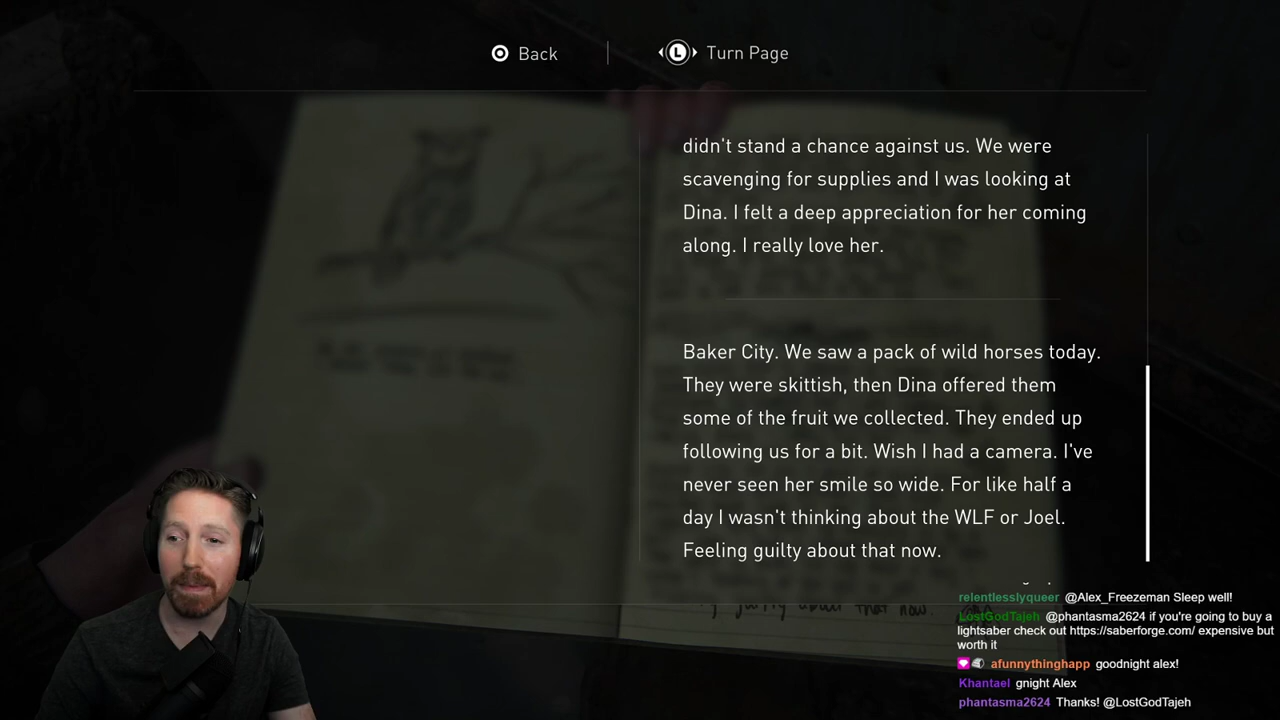 Back
L Turn Page
didn't stand a chance against us. We were
scavenging for supplies and I was looking at
Dina. I felt a deep appreciation for her coming
along. I really love her.
Baker City. We saw a pack of wild horses today.
They were skittish, then Dina offered them
some of the fruit we collected. They ended up
following us for a bit. Wish I had a camera. I've
never seen her smile so wide. For like half a
day I wasn't thinking about the WLF or Joel.
Feeling guilty about that now.
guilty about that now.
relentlesslyqueer @Alex_Freezeman Sleep well!
LostGodTajeh @phantasma2624 if you're going to buy a
lightsaber check out https://saberforge.com/ expensive but
worth it
afunnythinghapp goodnight alex!
Khantael gnight Alex
phantasma2624 Thanks! @LostGodTajeh